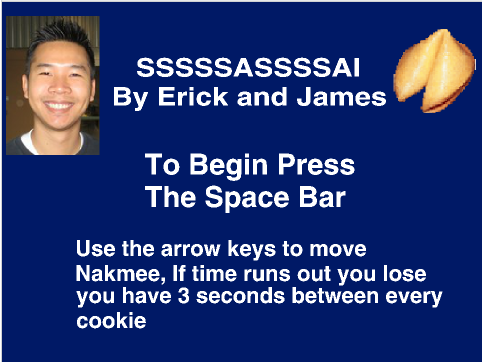 SSSSSASSSSAI
By Erick and James
To Begin Press
The Space Bar
Use the arrow keys to move
Nakmee, If time runs out you lose
you have 3 seconds between every
cookie